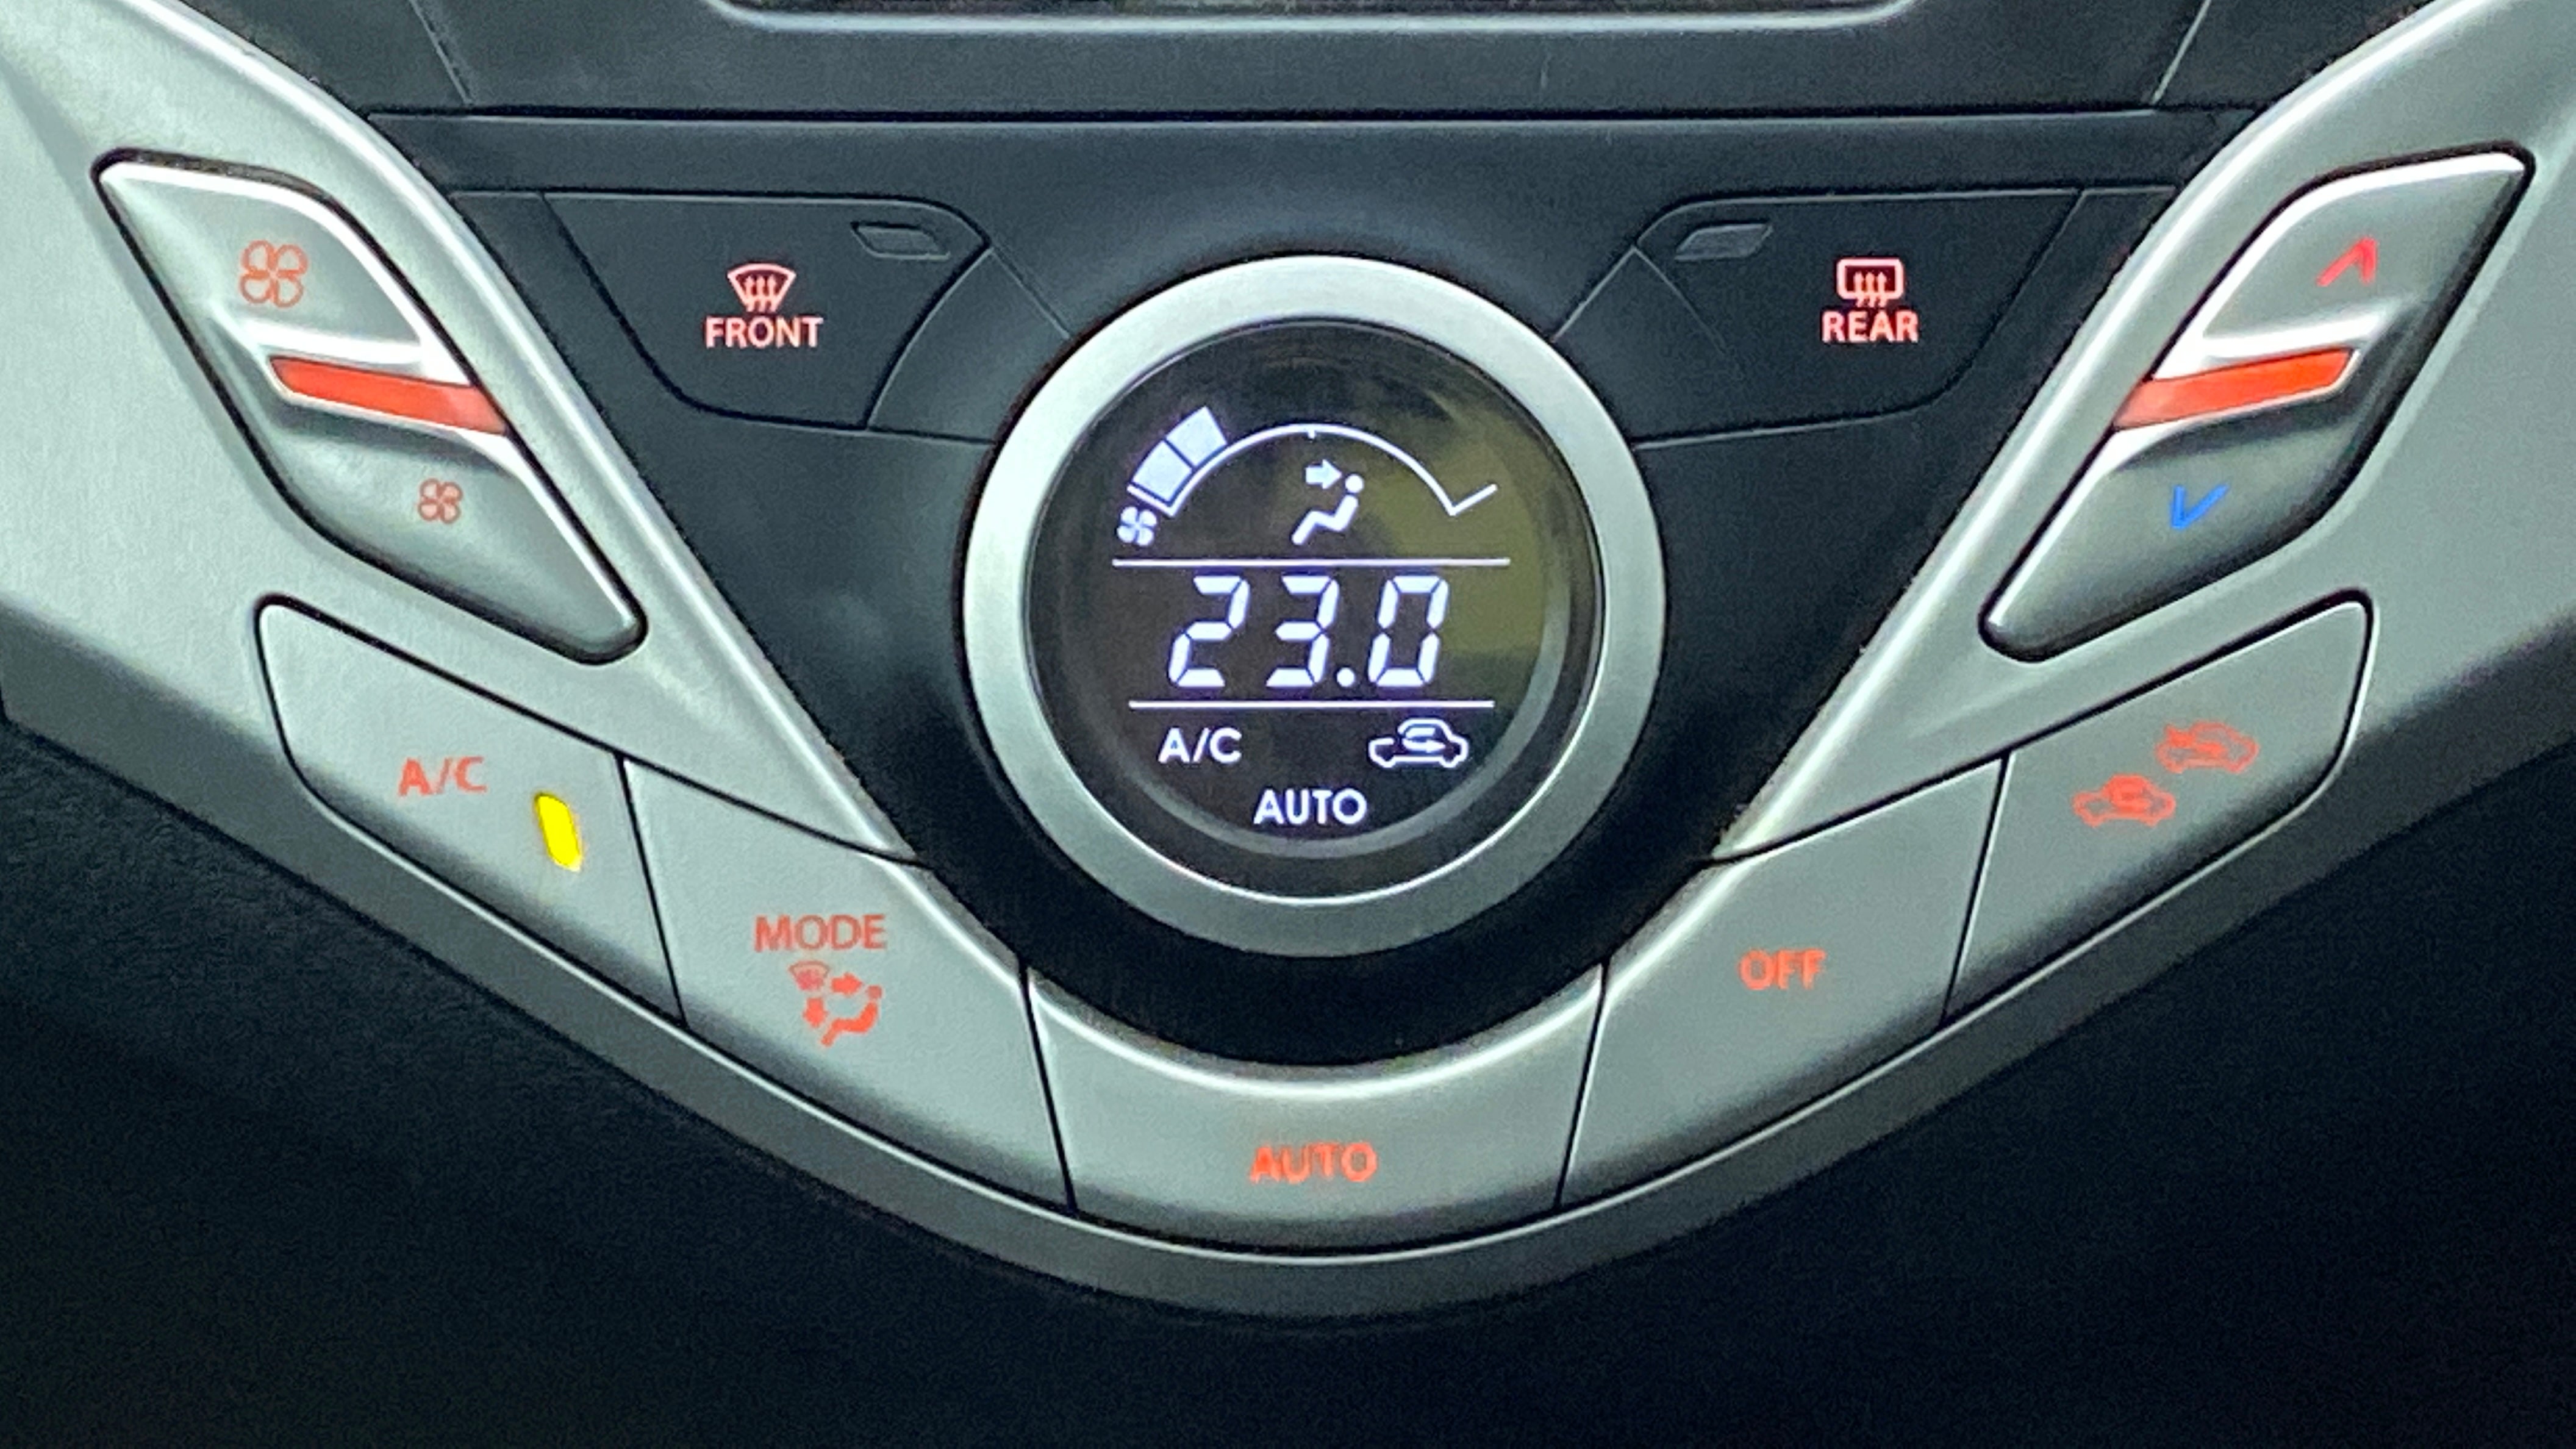 FRONT
REAR
23.0
A/C
AUTO
A/C
MODE
OFF
AUTO